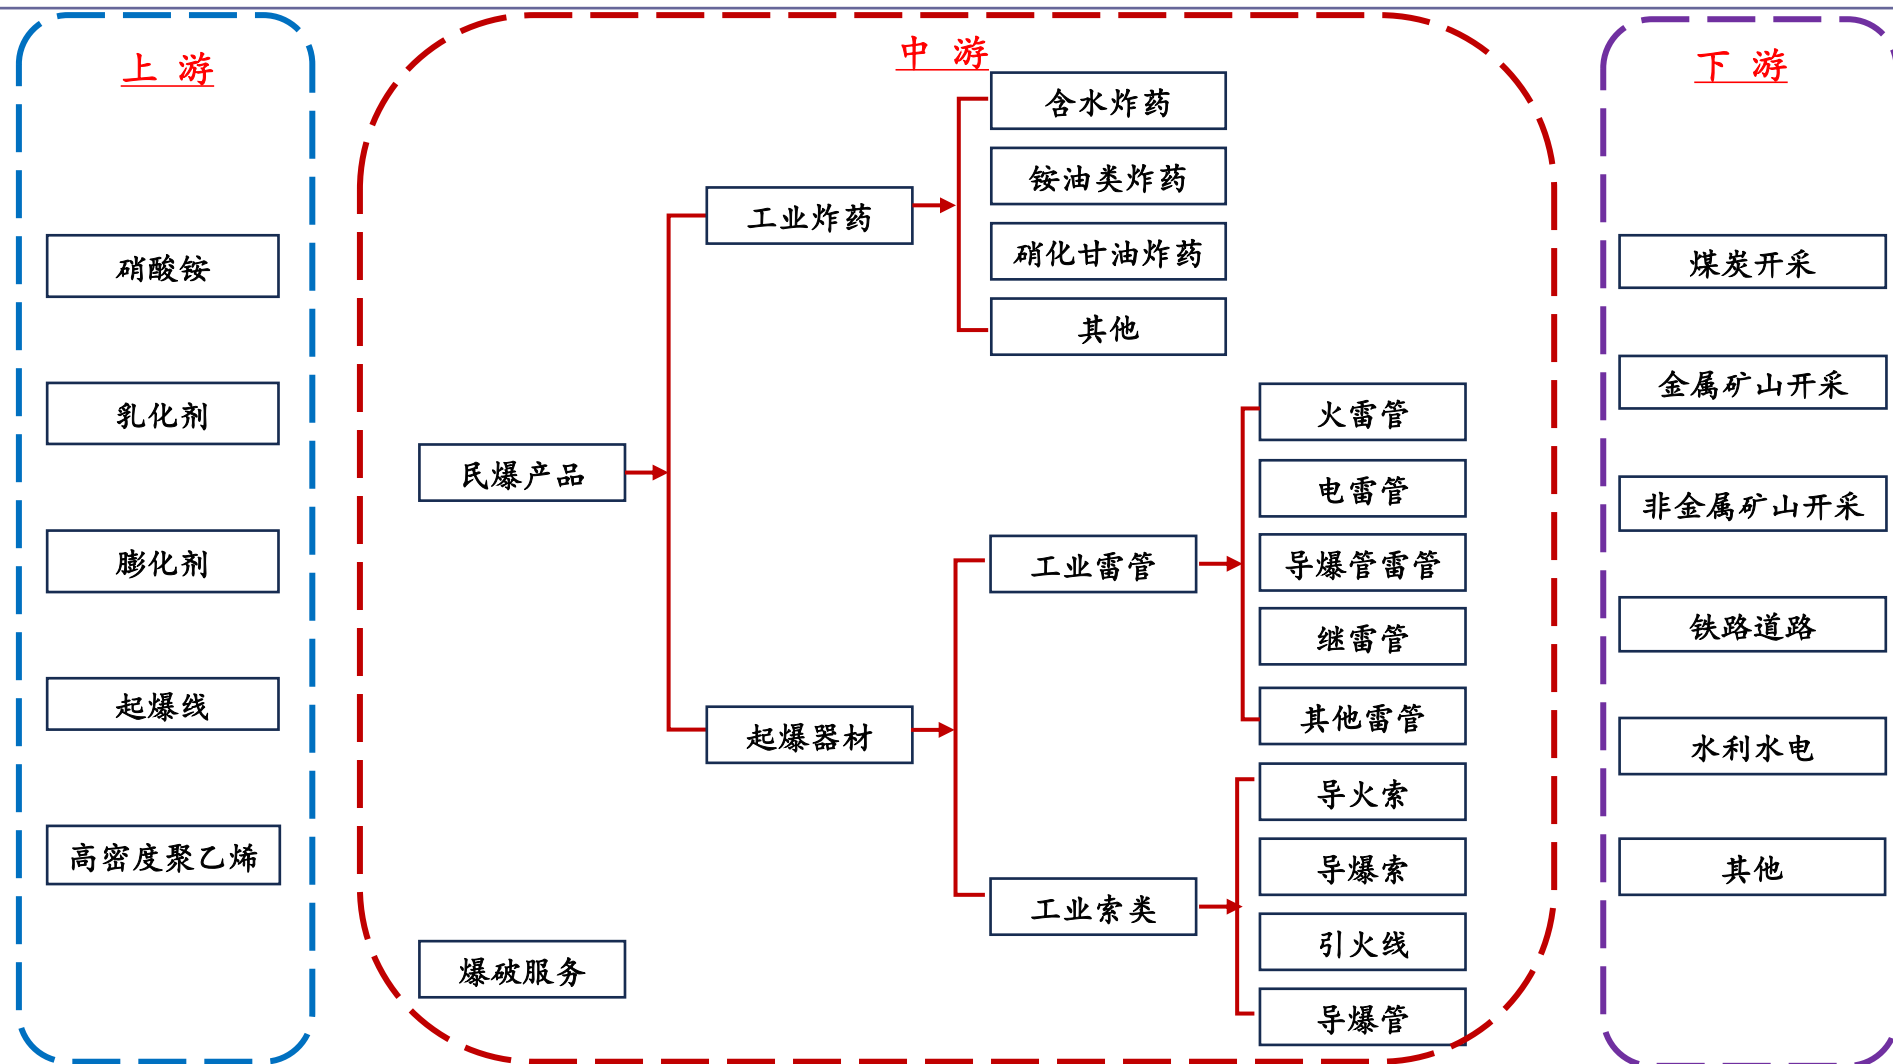 上 游
硝酸铵
乳化剂
膨化剂
起爆线
高密度聚乙烯
中 游
民爆产品
爆破服务
工业炸药
起爆器材
含水炸药
铵油类炸药
硝化甘油炸药
其他
工业雷管
工业索类
火雷管
电雷管
导爆管雷管
继雷管
其他雷管
导火索
导爆索
引火线
导爆管
下 游
煤炭开采
金属矿山开采
非金属矿山开采
铁路道路
水利水电
其他